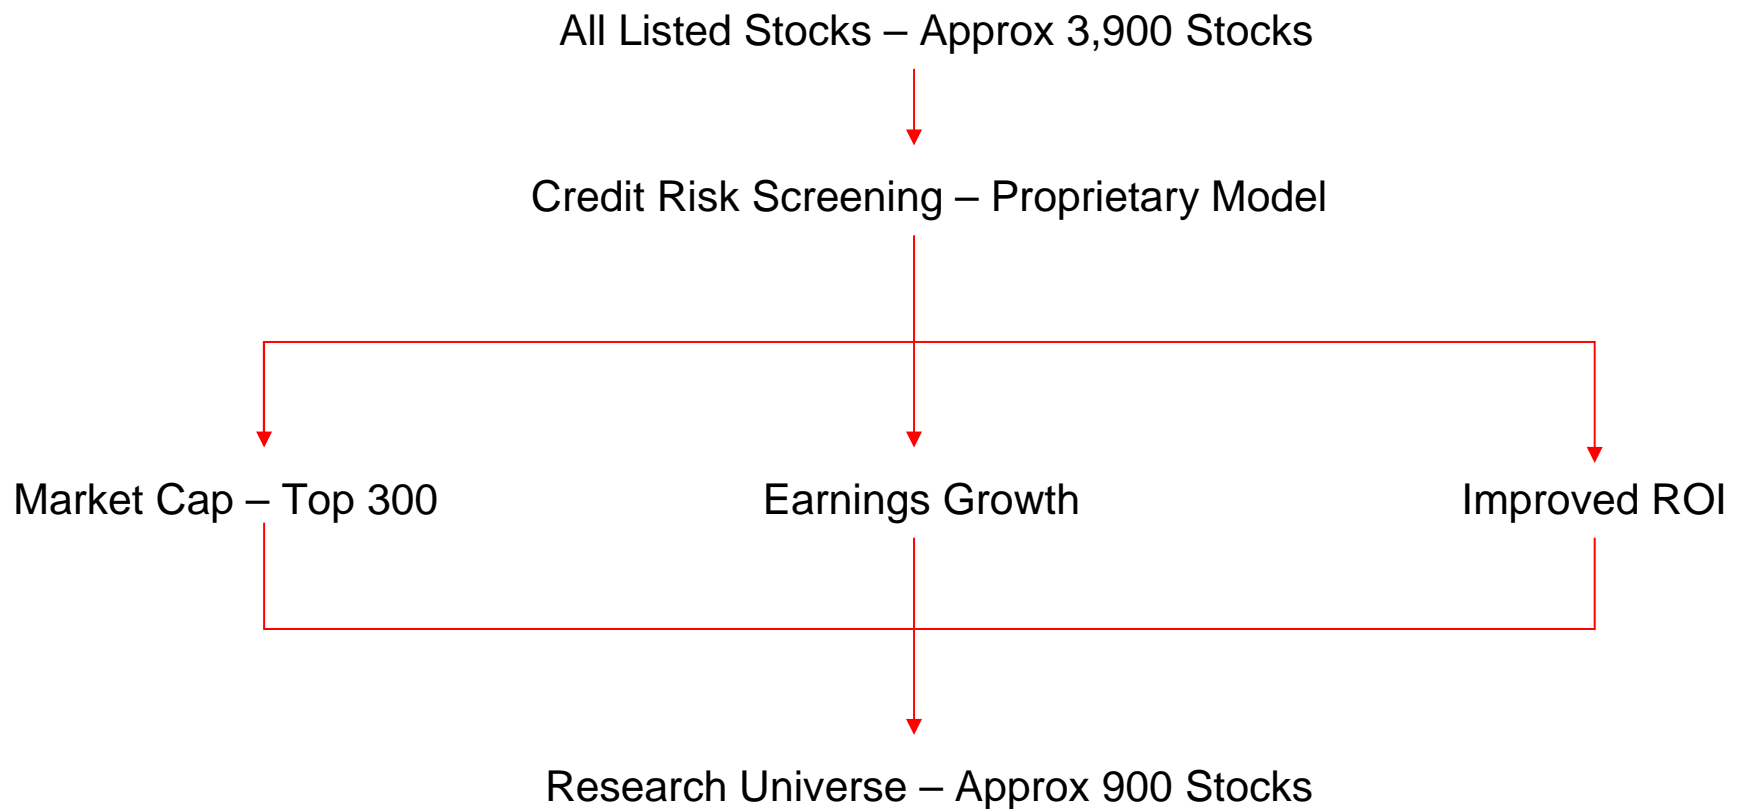 All Listed Stocks – Approx 3,900 Stocks
Credit Risk Screening – Proprietary Model
Market Cap – Top 300
Earnings Growth
Improved ROI
Research Universe – Approx 900 Stocks